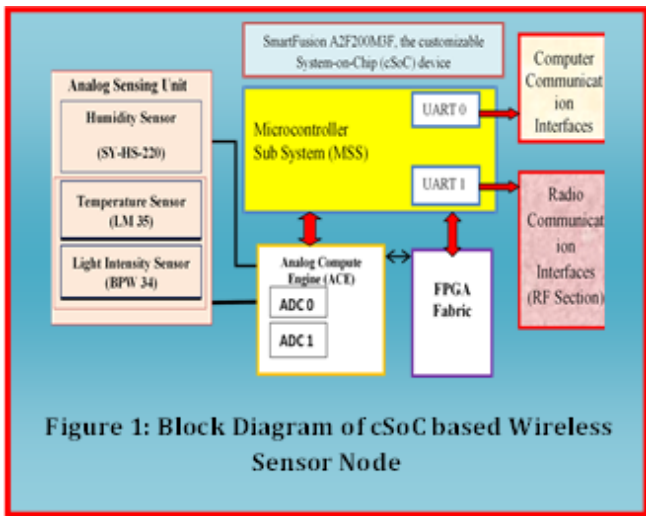 SmartFusion A2F200M3F, the customizable
System-on-Chip (cSoC) device
Analog Sensing Unit
Humidity Sensor
(SY-HS-220)
Temperature Sensor
(LM 35)
Light Intensity Sensor
(BPW 34)
Microcontroller
Sub System (MSS)
UART 0
UART 1
Computer
Communicat
ion
Interfaces
Radio
Communicat
ion
Interfaces
(RF Section)
Analog Compute
Engine (ACE)
ADC 0
ADC 1
FPGA
Fabric
Figure 1: Block Diagram of cSoC based Wireless
Sensor Node